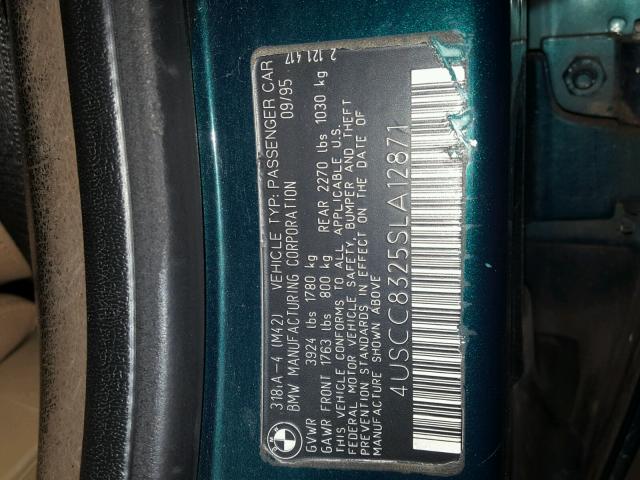 2 121 417
318iA-4 (M42) VEHICLE TYP: PASSENGER CAR
BMW MANUFACTURING CORPORATION 09/95
GVWR 3924 lbs 1780 kg
GAWR FRONT 1763 lbs 800 kg REAR 2270 lbs 1030 kg
THIS VEHICLE CONFORMS TO ALL APPLICABLE U.S.
FEDERAL MOTOR VEHICLE SAFETY, BUMPER AND THEFT
PREVENTION STANDARDS IN EFFECT ON THE DATE OF
MANUFACTURE SHOWN ABOVE
4USCC8325SLA12871